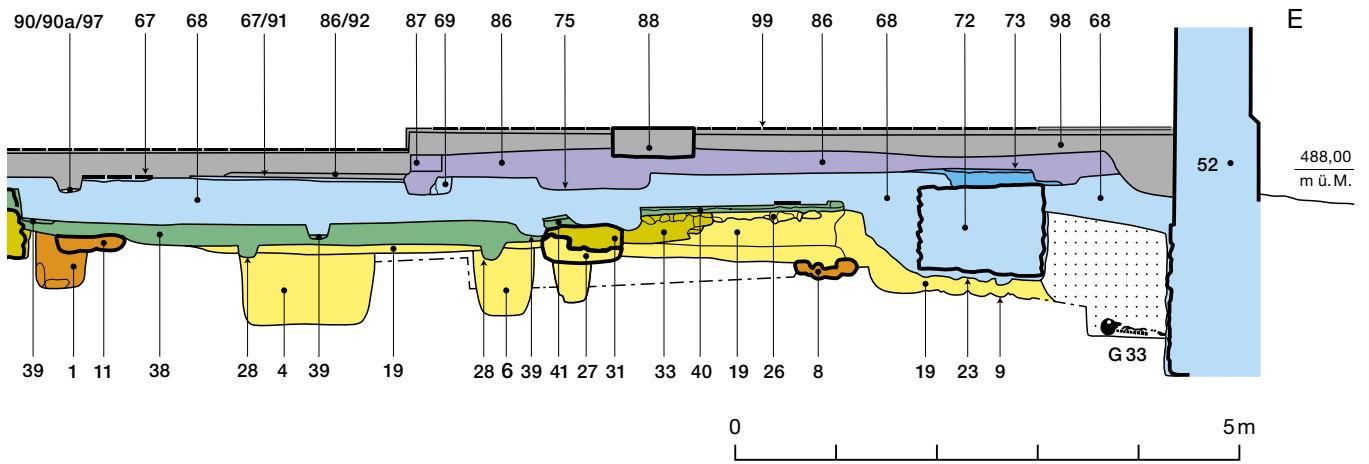 90/90a/97 67 68 67/91 86/92 87 69 86 75 88 99 86 68 72 73 98 68 E
52
488,00
m ü.M.
39 1 11 38 28 4 39 19 28 6 39 41 27 31 33 40 19 26 8 19 23 9 G 33
0 5 m